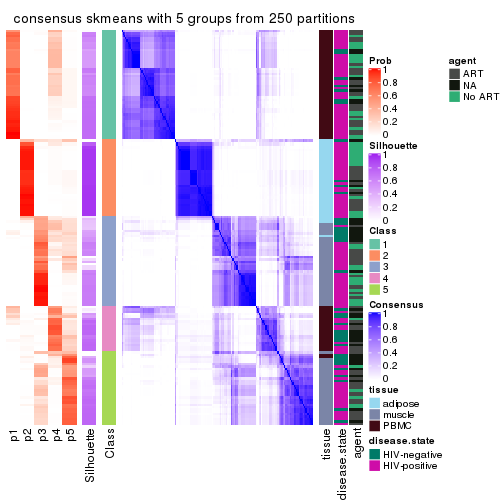 consensus skmeans with 5 groups from 250 partitions
p1
p2
p3
p4
p5
Silhouette
Class
tissue
disease.state
agent
Prob
1
0.8
0.6
0.4
0.2
0
Silhouette
1
0.8
0.6
0.4
0.2
0
Class
1
2
3
4
5
Consensus
1
0.8
0.6
0.4
0.2
0
tissue
adipose
muscle
PBMC
disease.state
HIV-negative
HIV-positive
agent
ART
NA
No ART